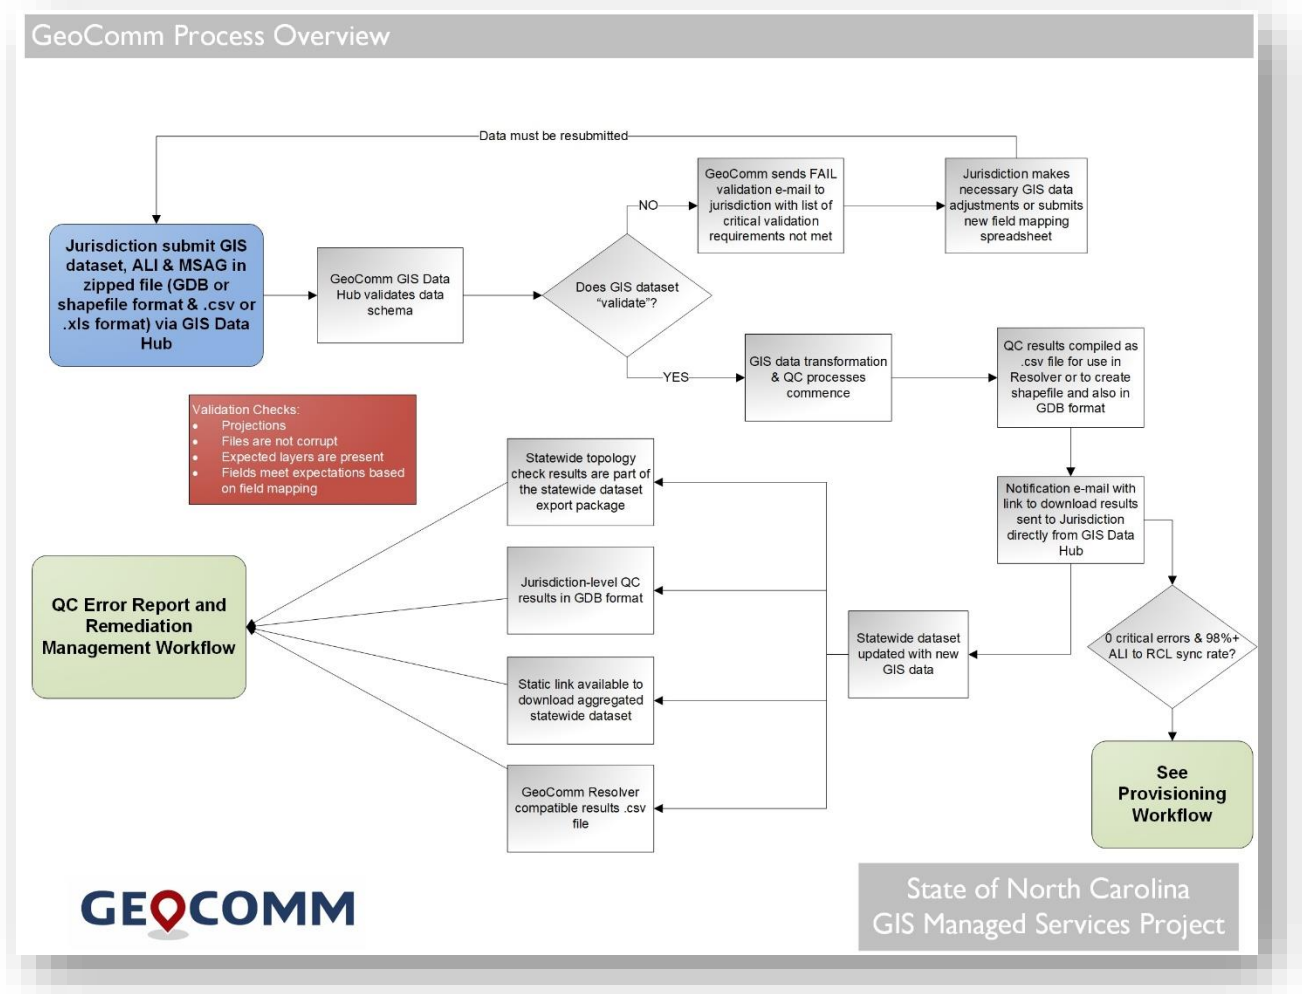 GeoComm Process Overview
Data must be resubmitted
GeoComm sends FAIL
validation e-mail to
jurisdiction with list of
critical validation
requirements not met
Jurisdiction makes
necessary GIS data
adjustments or submits
new field mapping
spreadsheet
NO
Jurisdiction submit GIS
dataset, ALI & MSAG in
zipped file (GDB or
shapefile format & .csv or
.xls format) via GIS Data
Hub
GeoComm GIS Data
Hub validates data
schema
Does GIS dataset
“validate”?
YES
GIS data transformation
& QC processes
commence
QC results compiled as
.csv file for use in
Resolver or to create
shapefile and also in
GDB format
Validation Checks:
• Projections
• Files are not corrupt
• Expected layers are present
• Fields meet expectations based
on field mapping
Statewide topology
check results are part of
the statewide dataset
export package
Notification e-mail with
link to download results
sent to Jurisdiction
directly from GIS Data
Hub
Jurisdiction-level QC
results in GDB format
QC Error Report and
Remediation
Management Workflow
Statewide dataset
updated with new
GIS data
0 critical errors & 98%+
ALI to RCL sync rate?
Static link available to
download aggregated
statewide dataset
GeoComm Resolver
compatible results .csv
file
See
Provisioning
Workflow
GEOCOMM
State of North Carolina
GIS Managed Services Project